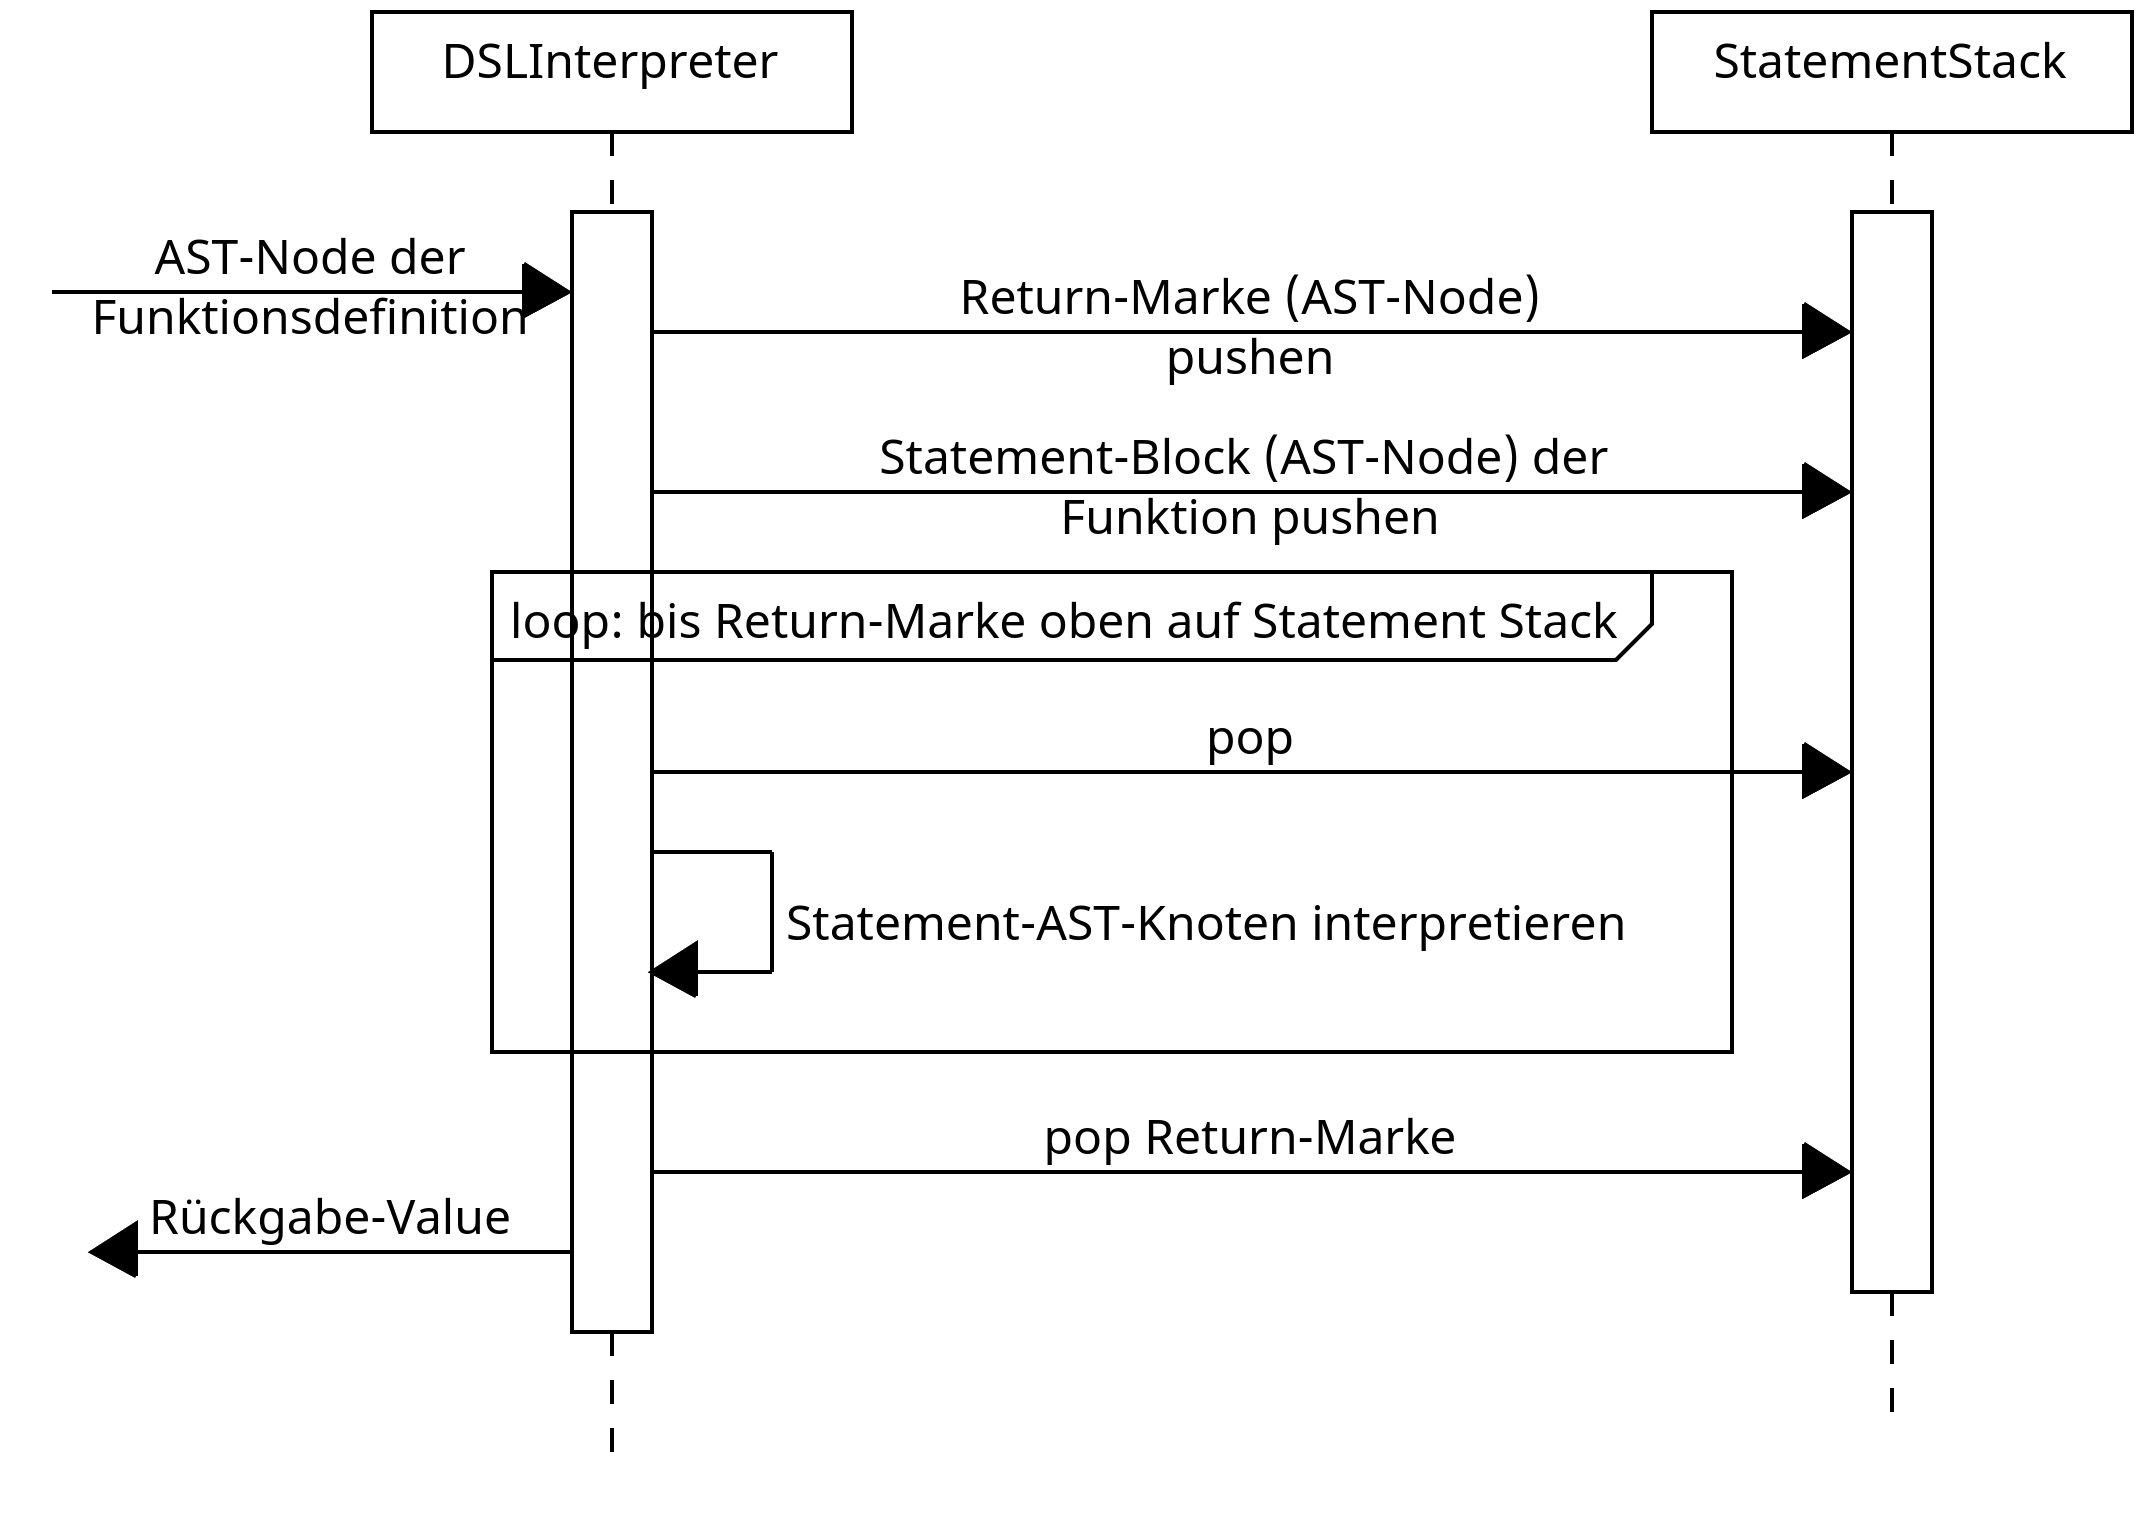 DSLInterpreter
StatementStack
AST-Node der
Funktionsdefinition
Return-Marke (AST-Node)
pushen
Statement-Block (AST-Node) der
Funktion pushen
loop: bis Return-Marke oben auf Statement Stack
pop
Statement-AST-Knoten interpretieren
pop Return-Marke
Rückgabe-Value